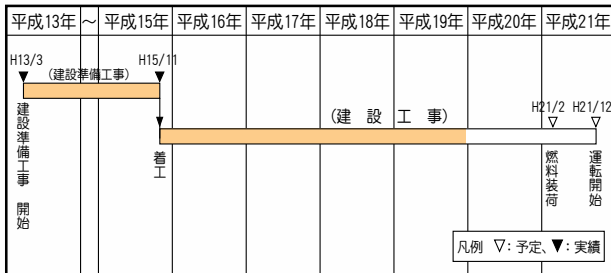 平成13年 ～ 平成15年 平成16年 平成17年 平成18年 平成19年 平成20年 平成21年
H13/3 (建設準備工事) H15/11
▼ ▼
(建設工事)
H21/2 H21/12
▽ ▽
建設準備工事 開始
着工
燃料装荷
運転開始
凡例 ▽:予定、▼:実績